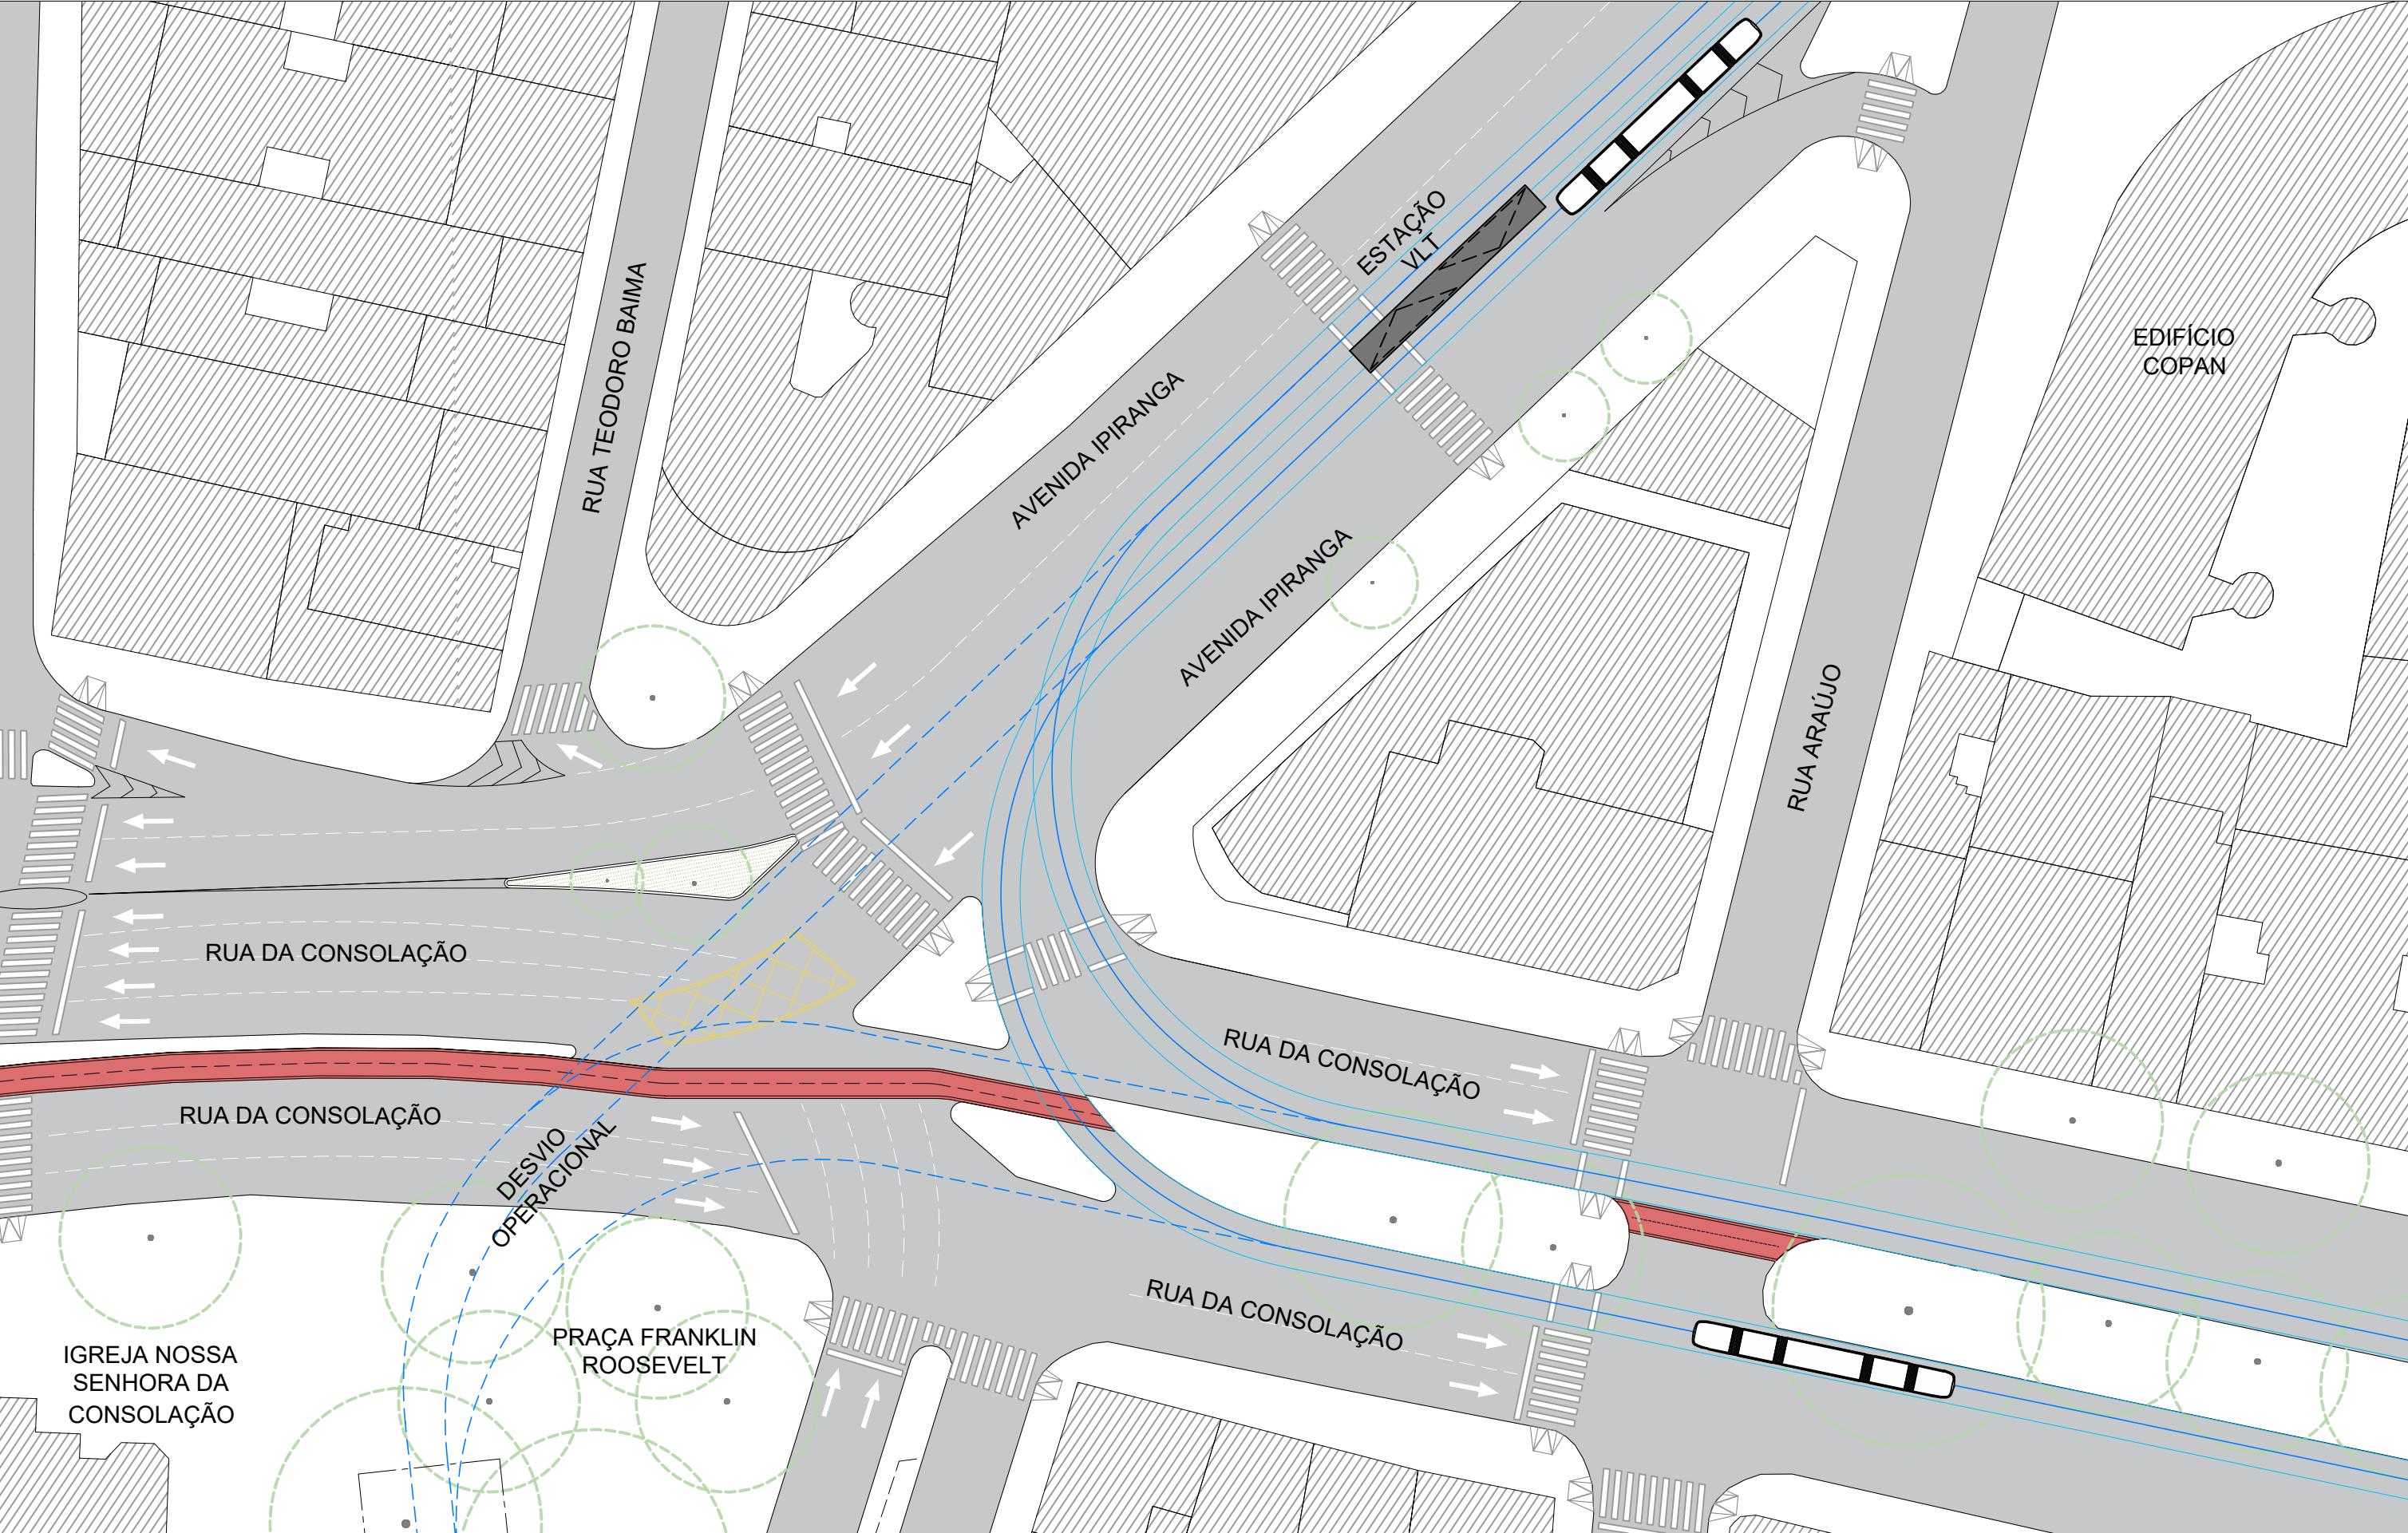 ESTAÇÃO
VLT
RUA TEODORO BAIMA
EDIFÍCIO
COPAN
AVENIDA IPIRANGA
AVENIDA IPIRANGA
RUA ARAÚJO
RUA DA CONSOLAÇÃO
RUA DA CONSOLAÇÃO
RUA DA CONSOLAÇÃO
DESVIO
OPERACIONAL
RUA DA CONSOLAÇÃO
PRAÇA FRANKLIN
ROOSEVELT
IGREJA NOSSA
SENHORA DA
CONSOLAÇÃO